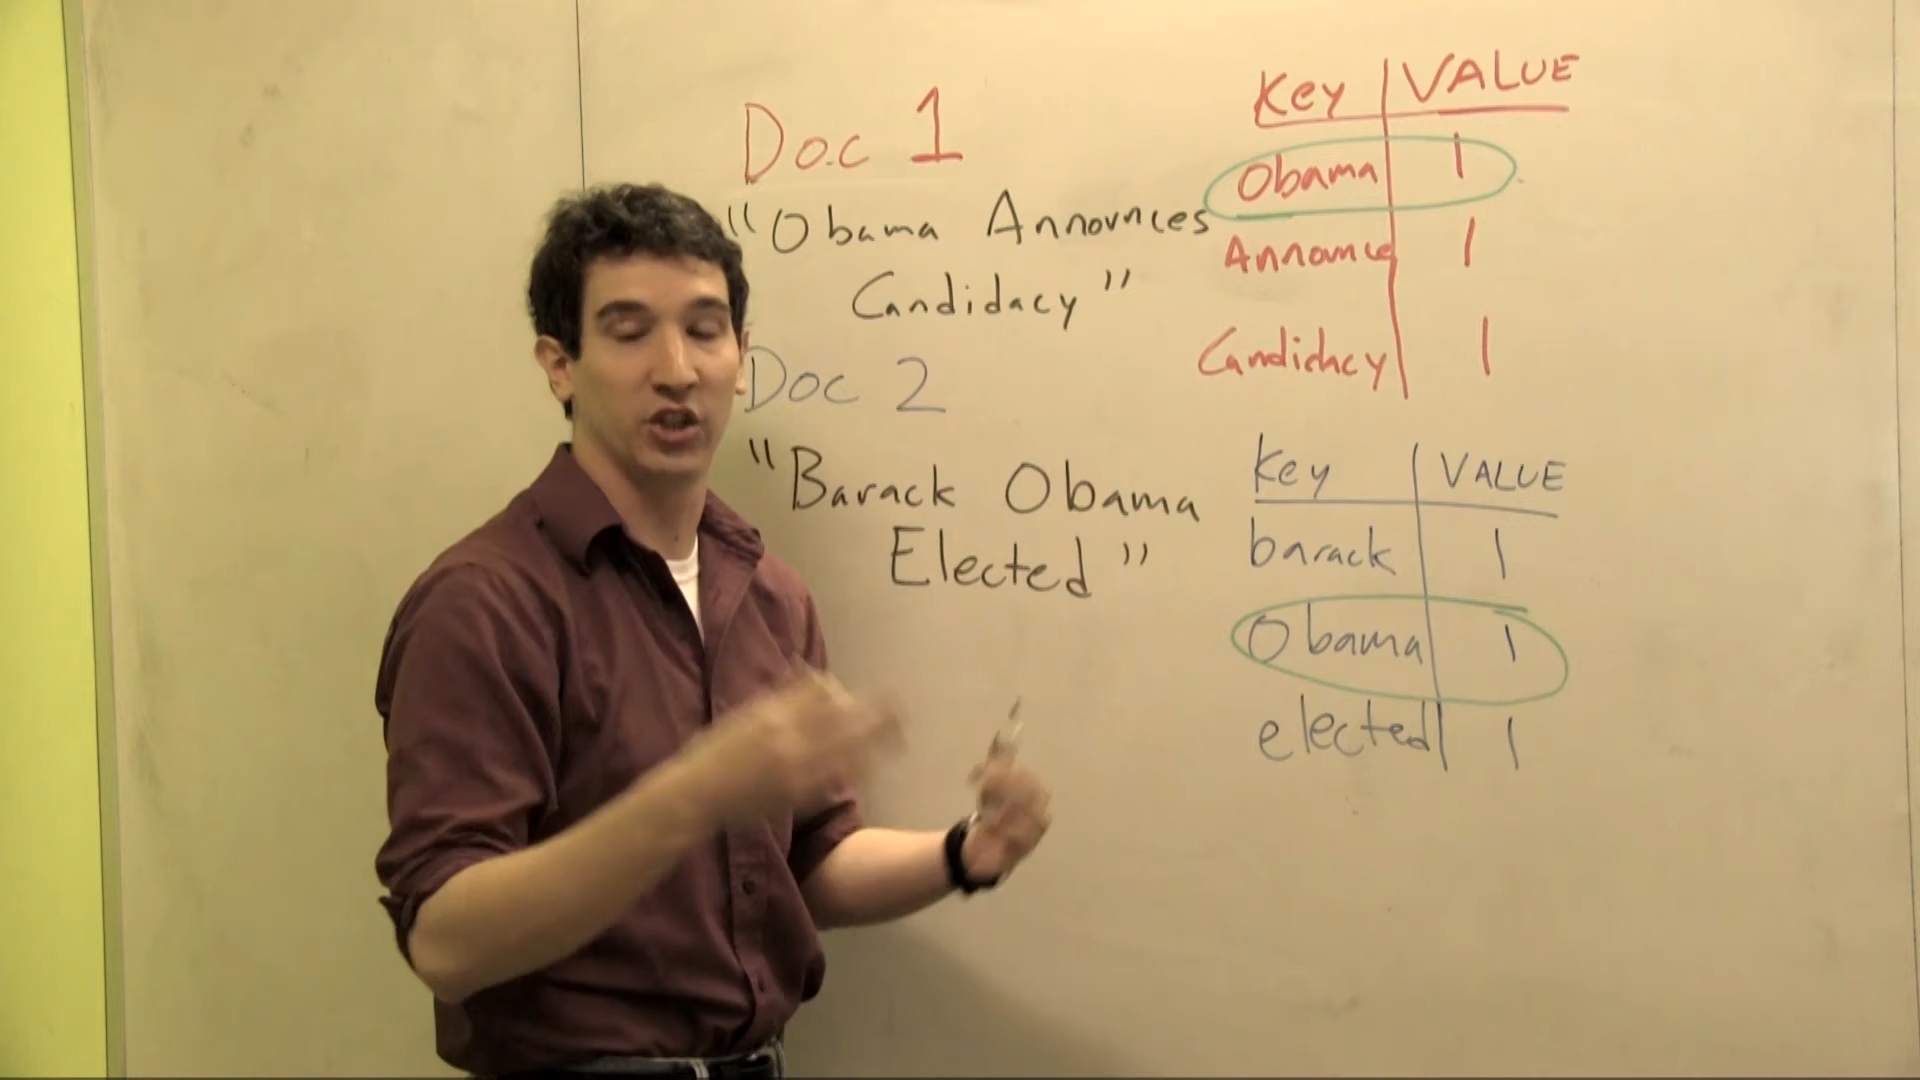 Doc 1
"Obama Announces
Candidacy"
Doc 2
"Barack Obama
Elected"
Key VALUE
Obama 1
Announce 1
Candidacy 1
Key VALUE
barack 1
Obama 1
elected 1